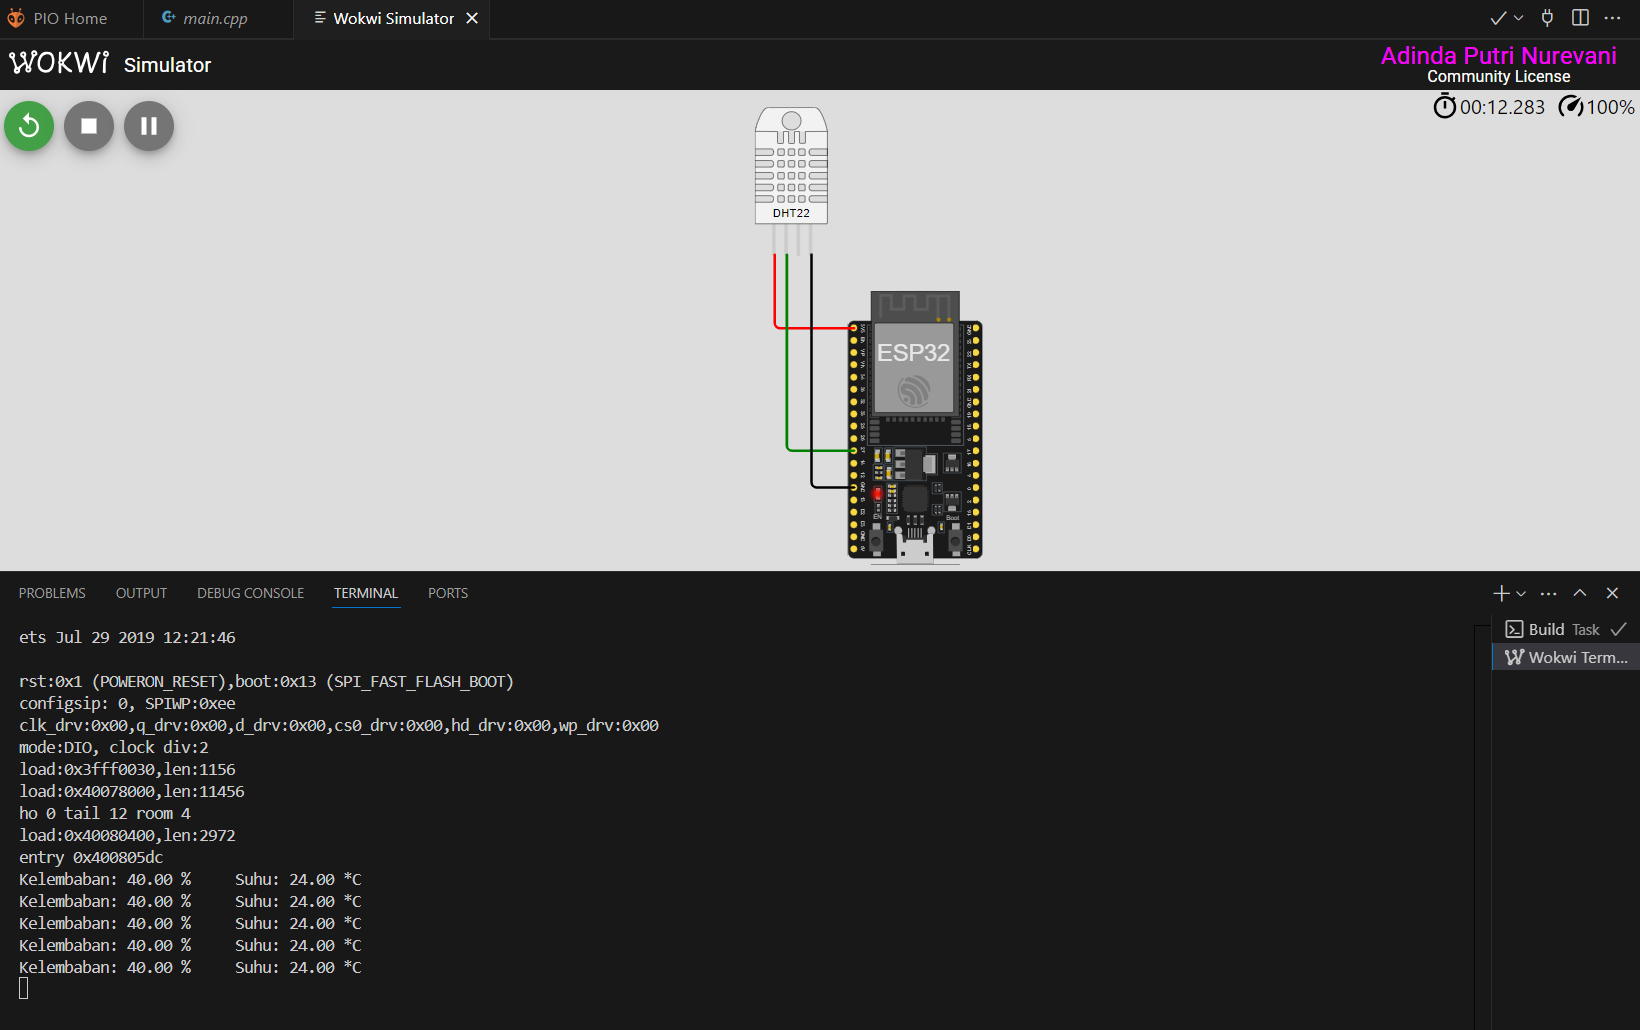 PIO Home
main.cpp
Wokwi Simulator
WOKWi Simulator
Adinda Putri Nurevani
Community License
00:12.283 100%
DHT22
ESP32
EN
Boot
PROBLEMS OUTPUT DEBUG CONSOLE TERMINAL PORTS
Build Task
Wokwi Term...
ets Jul 29 2019 12:21:46
rst:0x1 (POWERON_RESET),boot:0x13 (SPI_FAST_FLASH_BOOT)
configsip: 0, SPIWP:0xee
clk_drv:0x00,q_drv:0x00,d_drv:0x00,cs0_drv:0x00,hd_drv:0x00,wp_drv:0x00
mode:DIO, clock div:2
load:0x3fff0030,len:1156
load:0x40078000,len:11456
ho 0 tail 12 room 4
load:0x40080400,len:2972
entry 0x400805dc
Kelembaban: 40.00 % Suhu: 24.00 *C
Kelembaban: 40.00 % Suhu: 24.00 *C
Kelembaban: 40.00 % Suhu: 24.00 *C
Kelembaban: 40.00 % Suhu: 24.00 *C
Kelembaban: 40.00 % Suhu: 24.00 *C